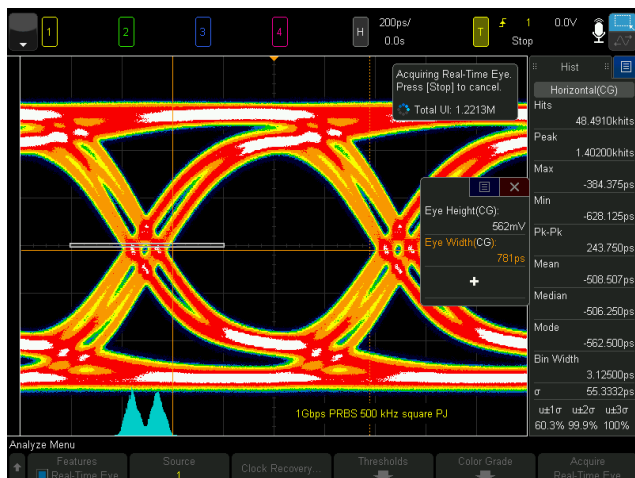 1
2
3
4
H
200ps/
0.0s
T
1
0.0V
Stop
Acquiring Real-Time Eye.
Press [Stop] to cancel.
Total UI: 1.2213M
Hist
Horizontal(CG)
Hits
48.4910khits
Peak
1.40200khits
Max
-384.375ps
Min
-628.125ps
Pk-Pk
243.750ps
Mean
-508.507ps
Median
-506.250ps
Mode
-562.500ps
Bin Width
3.12500ps
σ
55.3332ps
u±1σ u±2σ u±3σ
60.3% 99.9% 100%
Eye Height(CG):
562mV
Eye Width(CG):
781ps
1Gbps PRBS 500 kHz square PJ
Analyze Menu
Features
Real-Time Eye
Source
1
Clock Recovery...
Thresholds
Color Grade
Acquire
Real-Time Eye